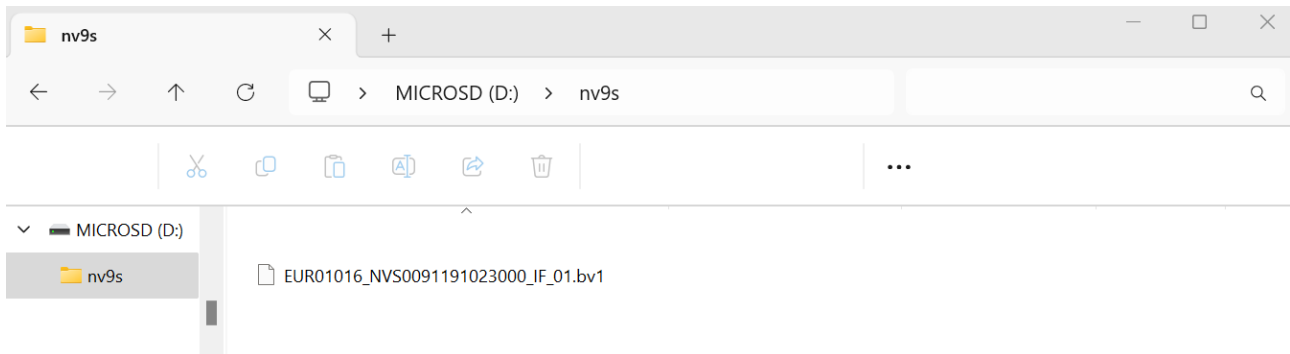 nv9s
MICROSD (D:) > nv9s
MICROSD (D:)
nv9s
EUR01016_NVS0091191023000_IF_01.bv1